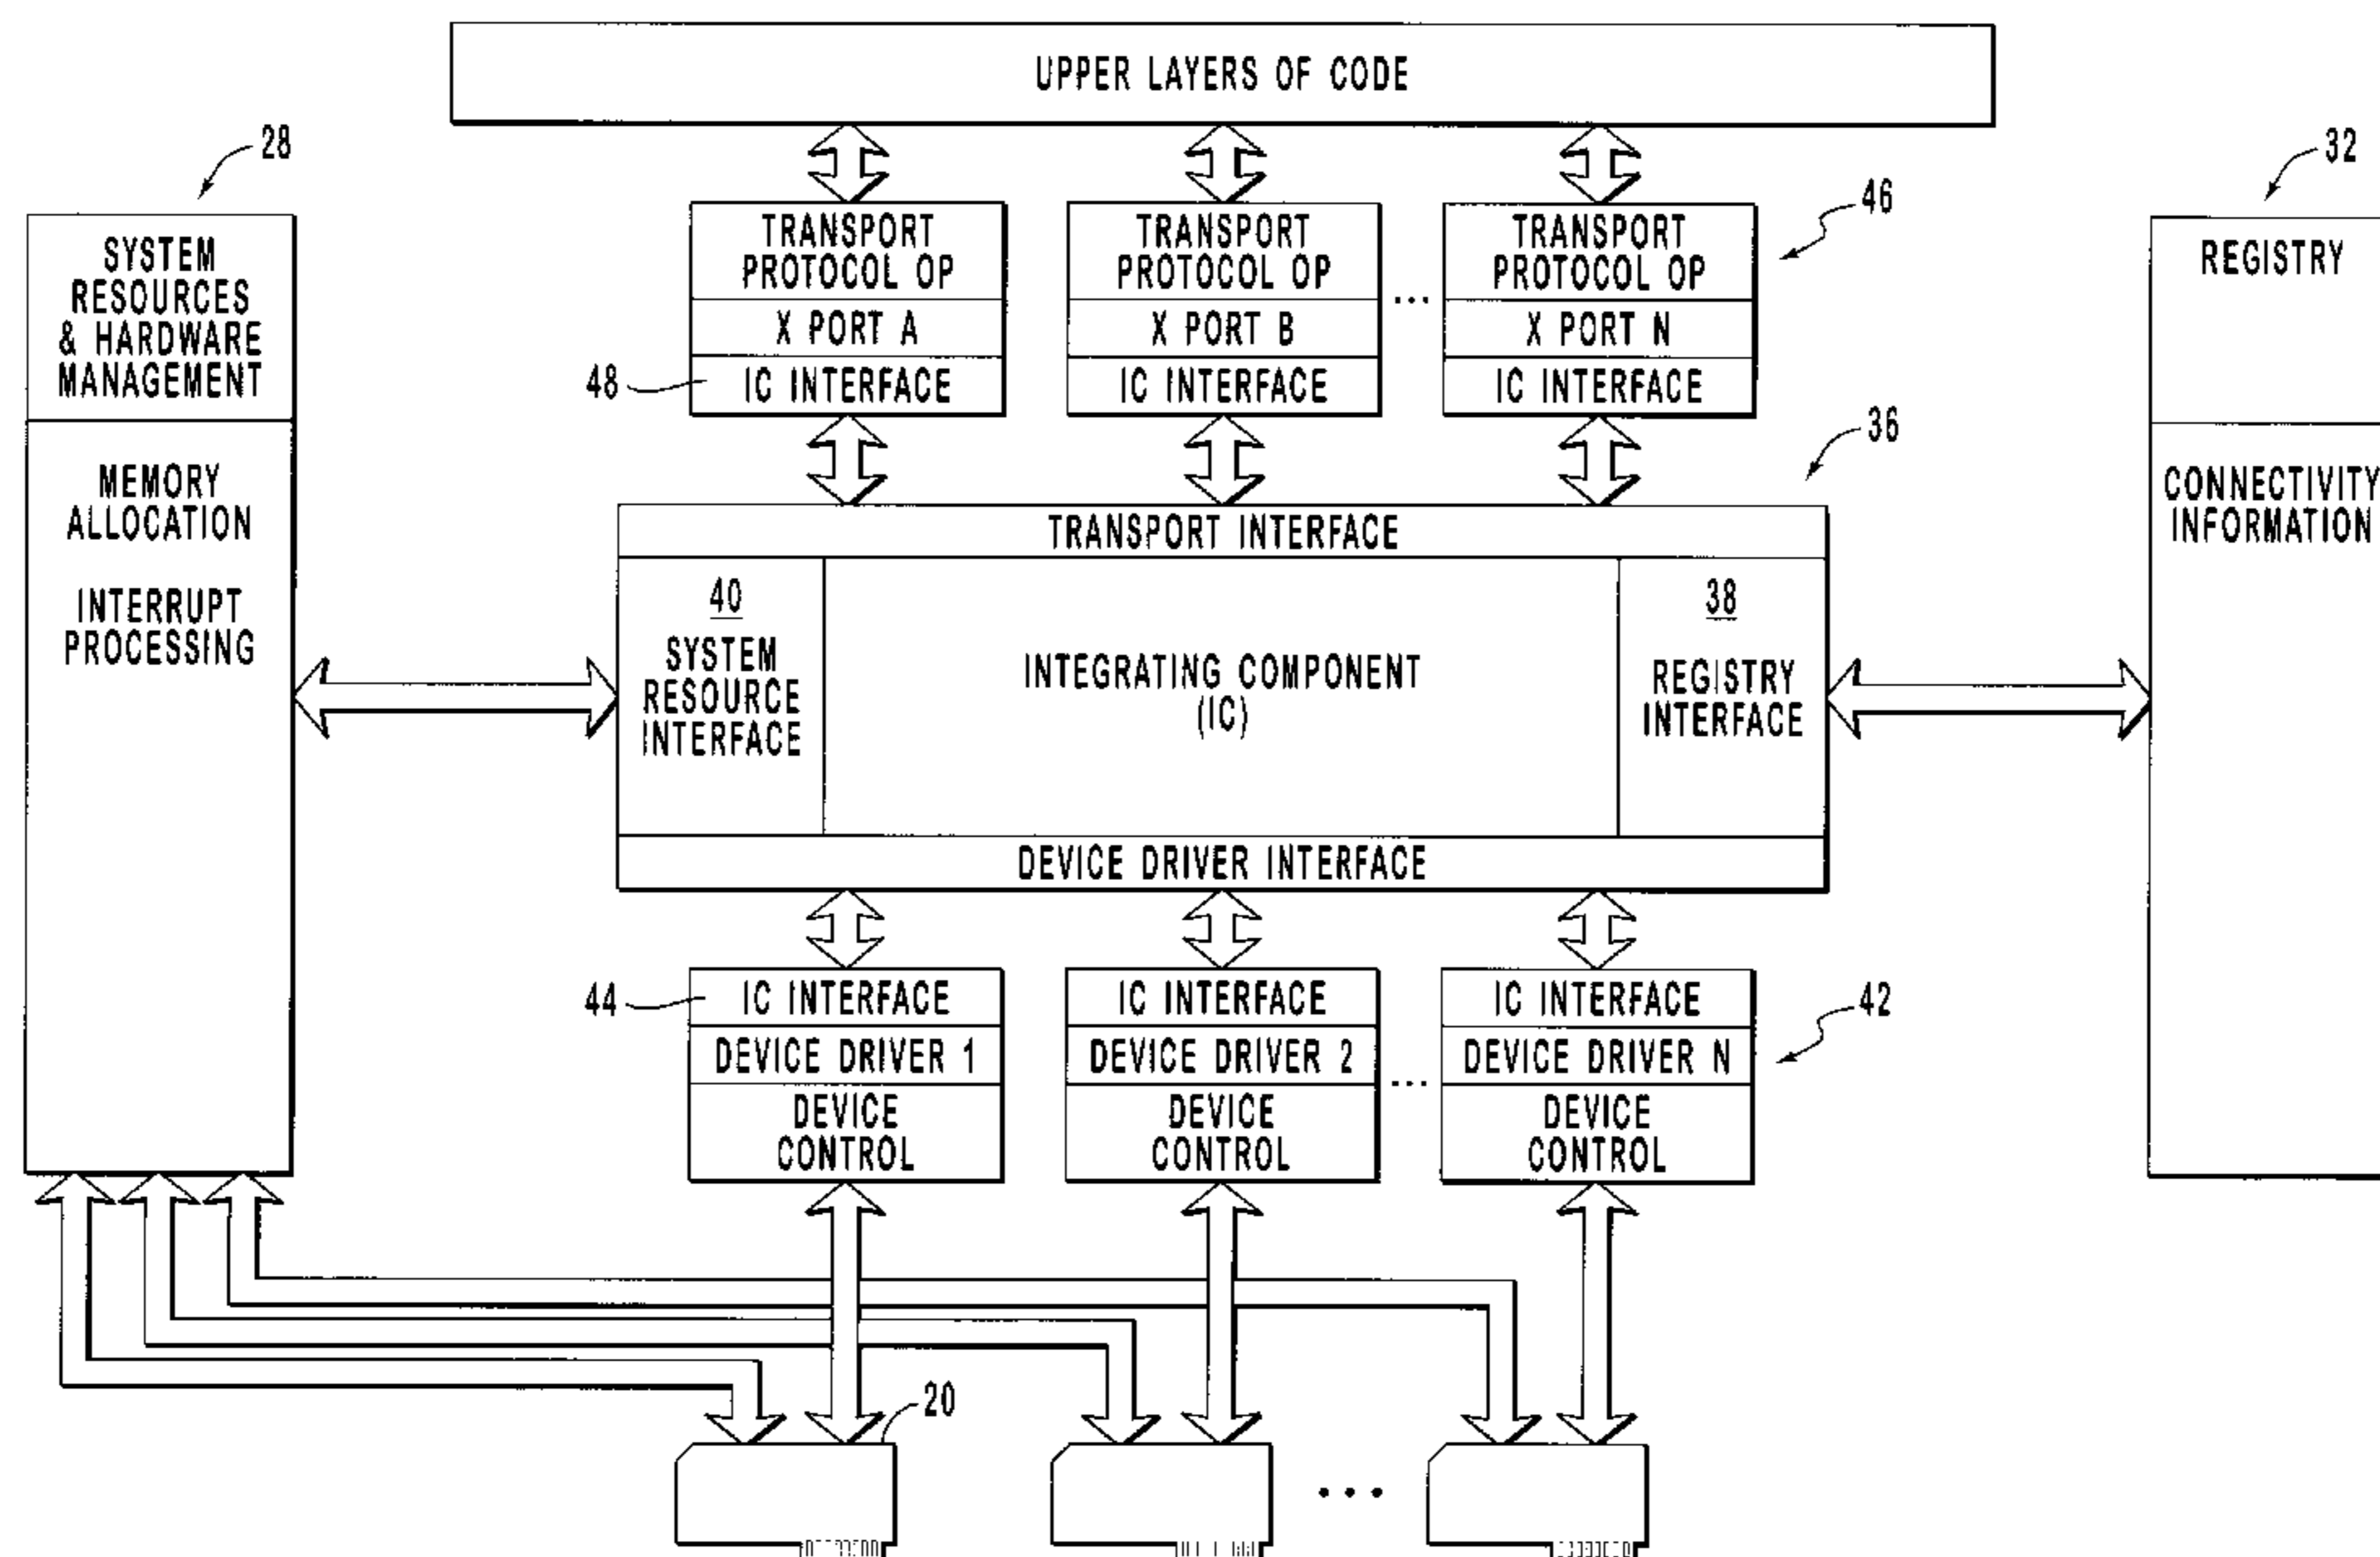 UPPER LAYERS OF CODE
28
32
46
SYSTEM
RESOURCES
& HARDWARE
MANAGEMENT
MEMORY
ALLOCATION
INTERRUPT
PROCESSING
TRANSPORT
PROTOCOL OP
X PORT A
IC INTERFACE
48
TRANSPORT
PROTOCOL OP
X PORT B
IC INTERFACE
...
TRANSPORT
PROTOCOL OP
X PORT N
IC INTERFACE
REGISTRY
CONNECTIVITY
INFORMATION
36
TRANSPORT INTERFACE
40
SYSTEM
RESOURCE
INTERFACE
INTEGRATING COMPONENT
(IC)
38
REGISTRY
INTERFACE
DEVICE DRIVER INTERFACE
44
IC INTERFACE
DEVICE DRIVER 1
DEVICE
CONTROL
IC INTERFACE
DEVICE DRIVER 2
DEVICE
CONTROL
...
IC INTERFACE
DEVICE DRIVER N
DEVICE
CONTROL
42
20
...